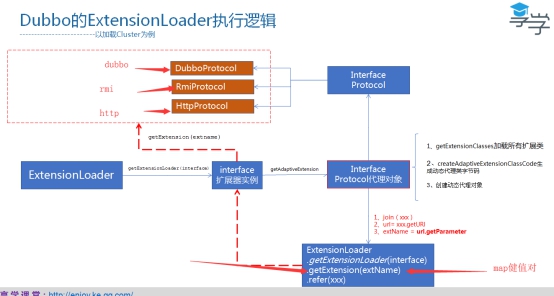 Dubbo的ExtensionLoader执行逻辑
-以加载Cluster为例
享学
dubbo
DubboProtocol
rmi
RmiProtocol
http
HttpProtocol
Interface
Protocol
getExtension(extname)
ExtensionLoader
getExtensionLoader(interface)
interface
扩展器实例
getAdaptiveExtension
Interface
Protocol代理对象
1、getExtensionClasses加载所有扩展类
2、createAdaptiveExtensionClassCode生
成动态代理类字节码
3、创建动态代理对象
1、join（xxx）
2、url= xxx.getURl
3、extName = url.getParameter
ExtensionLoader
.getExtensionLoader(interface)
.getExtension(extName)
.refer(xxx)
map健值对
享学课堂：http://enjoy.ke.qq.com/